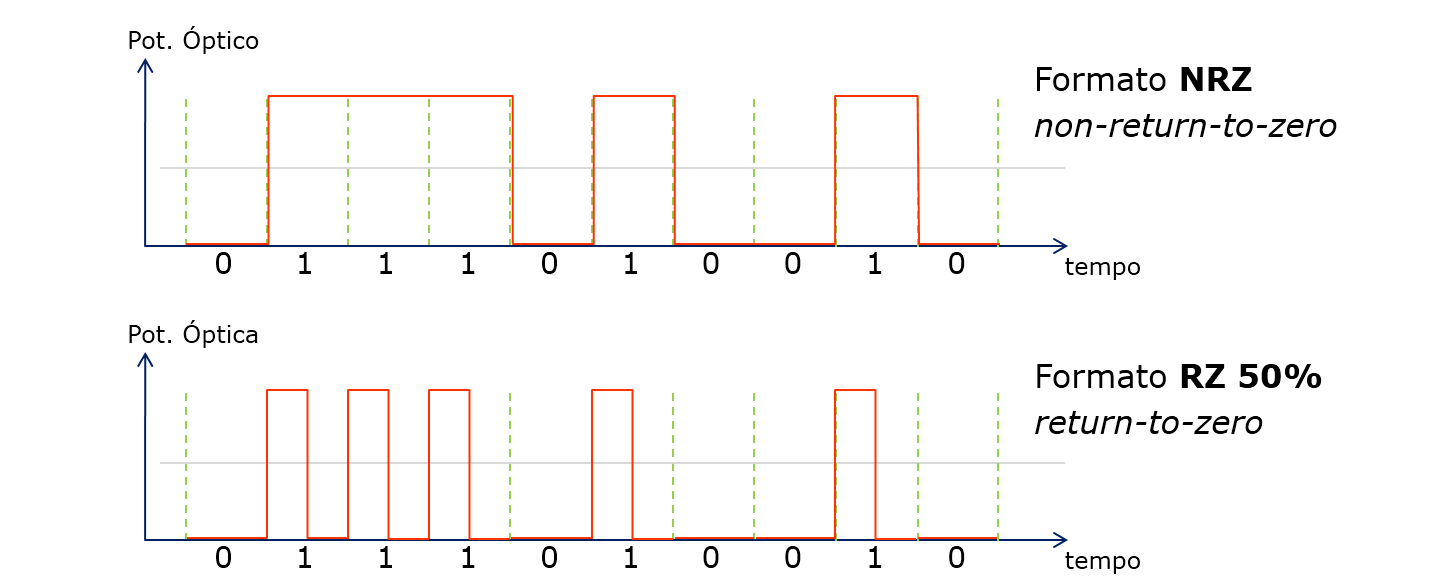 Pot. Óptico
Formato NRZ
non-return-to-zero
0 1 1 1 0 1 0 0 1 0
tempo
Pot. Óptica
Formato RZ 50%
return-to-zero
0 1 1 1 0 1 0 0 1 0
tempo